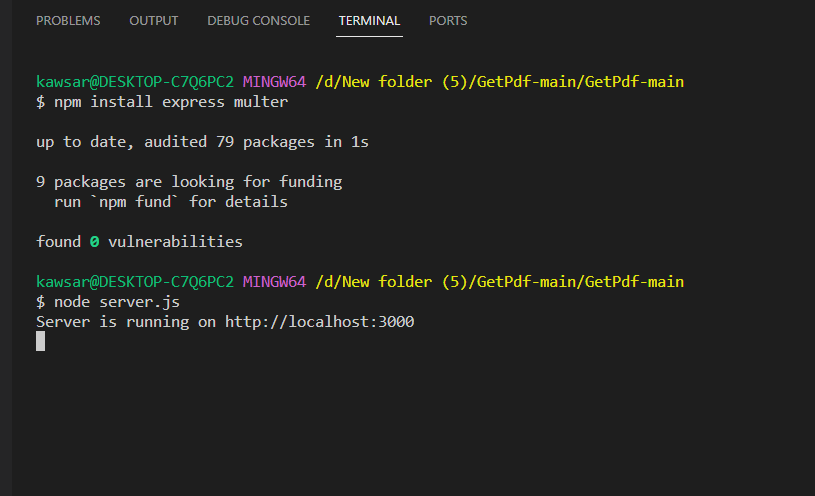 PROBLEMS OUTPUT DEBUG CONSOLE TERMINAL PORTS
kawsar@DESKTOP-C7Q6PC2 MINGW64 /d/New folder (5)/GetPdf-main/GetPdf-main
$ npm install express multer
up to date, audited 79 packages in 1s
9 packages are looking for funding
  run `npm fund` for details
found 0 vulnerabilities
kawsar@DESKTOP-C7Q6PC2 MINGW64 /d/New folder (5)/GetPdf-main/GetPdf-main
$ node server.js
Server is running on http://localhost:3000